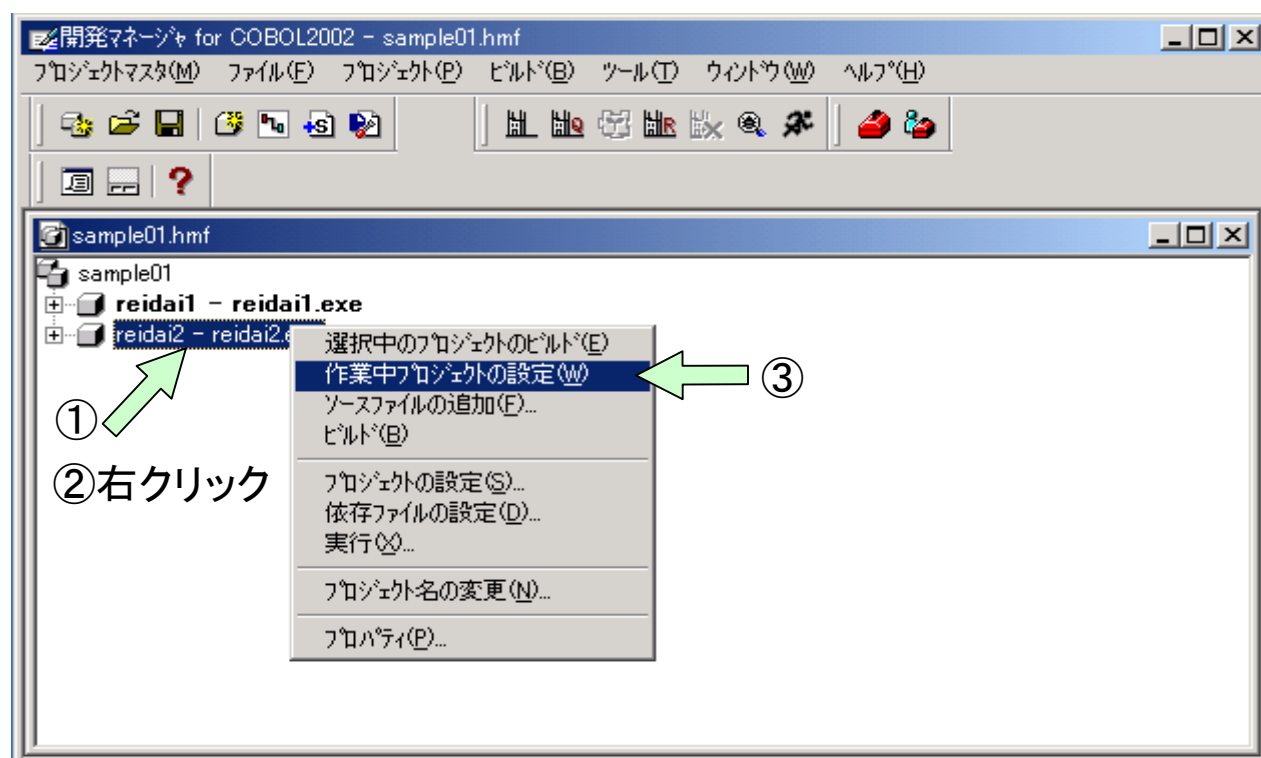 開発ﾏﾈｰｼﾞｬ for COBOL2002 - sample01.hmf
ﾌﾟﾛｼﾞｪｸﾄﾏｽﾀ(M) ﾌｧｲﾙ(F) ﾌﾟﾛｼﾞｪｸﾄ(P) ﾋﾞﾙﾄﾞ(B) ﾂｰﾙ(T) ｳｨﾝﾄﾞｳ(W) ﾍﾙﾌﾟ(H)
sample01.hmf
sample01
reidai1 - reidai1.exe
reidai2 - reidai2.e
選択中のﾌﾟﾛｼﾞｪｸﾄのﾋﾞﾙﾄﾞ(E)
作業中ﾌﾟﾛｼﾞｪｸﾄの設定(W)
③
ｿｰｽﾌｧｲﾙの追加(F)...
①
ﾋﾞﾙﾄﾞ(B)
②右クリック
ﾌﾟﾛｼﾞｪｸﾄの設定(S)...
依存ﾌｧｲﾙの設定(D)...
実行(X)...
ﾌﾟﾛｼﾞｪｸﾄ名の変更(N)...
ﾌﾟﾛﾊﾟﾃｨ(P)...